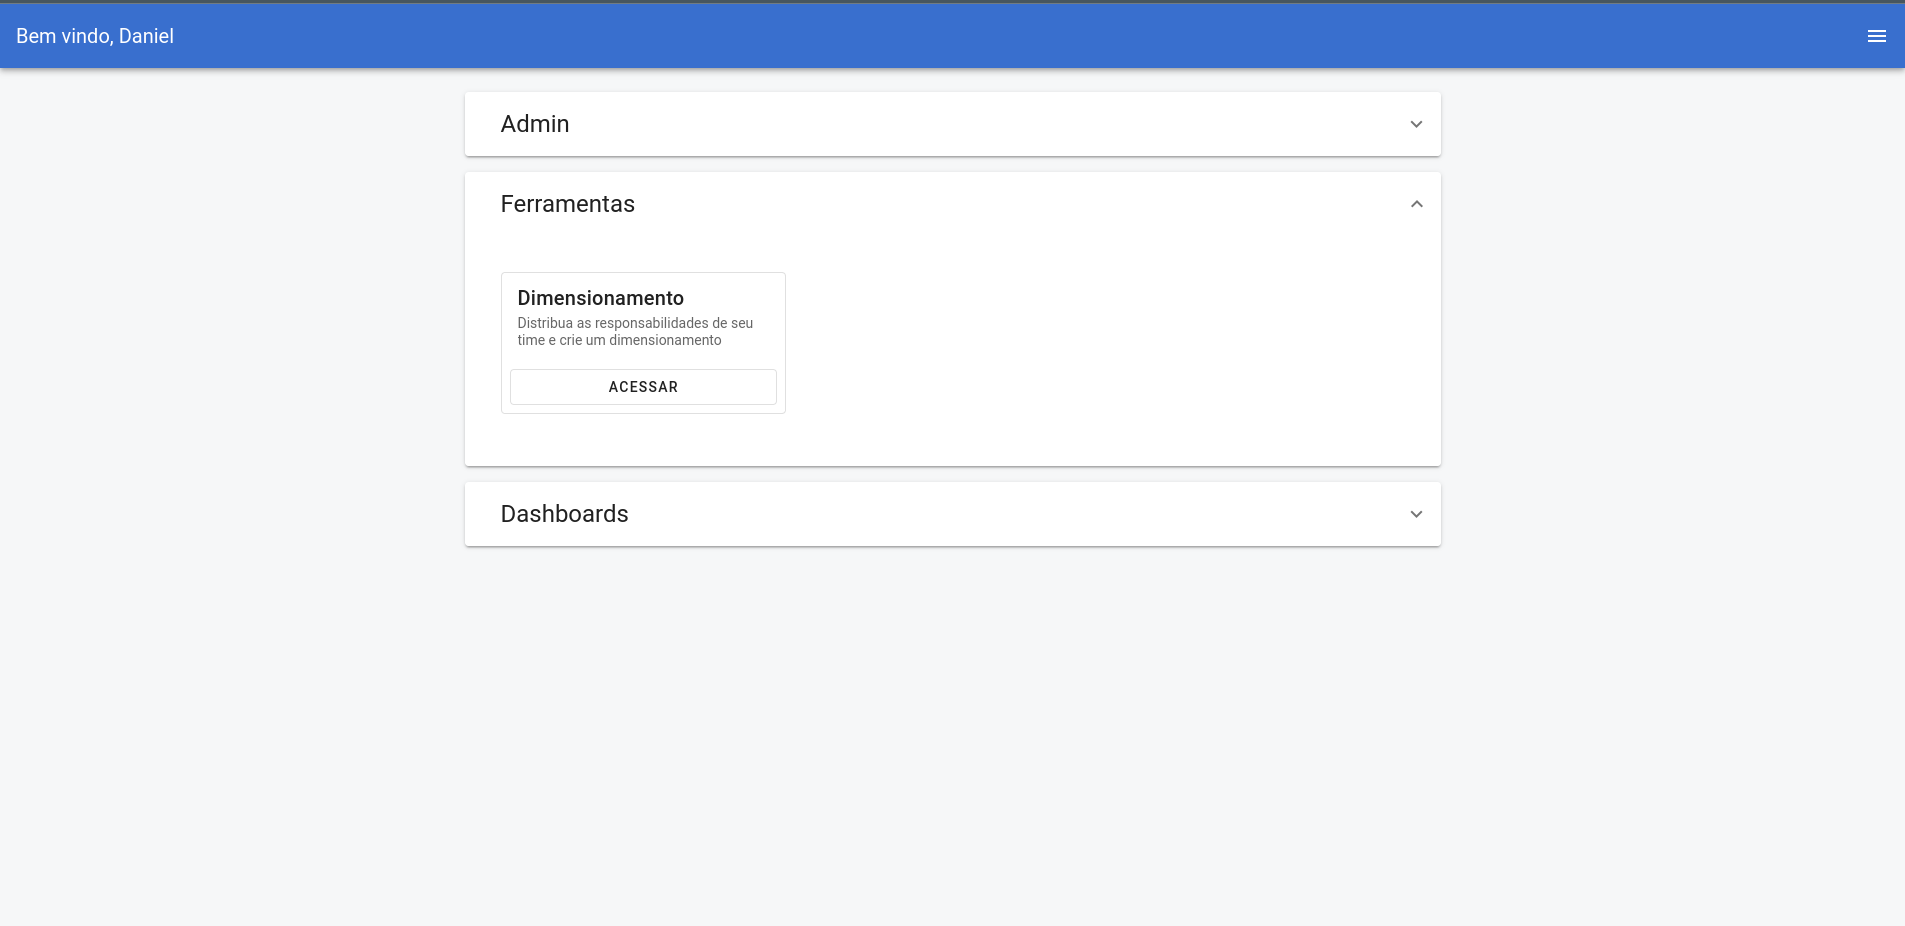 Bem vindo, Daniel
Admin
Ferramentas
Dimensionamento
Distribua as responsabilidades de seu
time e crie um dimensionamento
ACESSAR
Dashboards